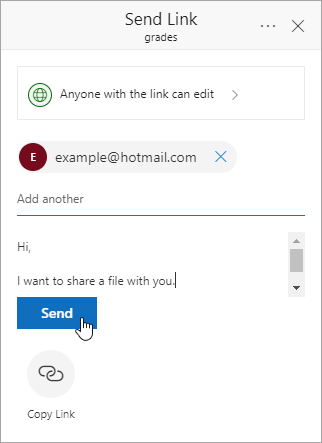 Send Link
grades
Anyone with the link can edit
E
example@hotmail.com
Add another
Hi,
I want to share a file with you.
Send
Copy Link